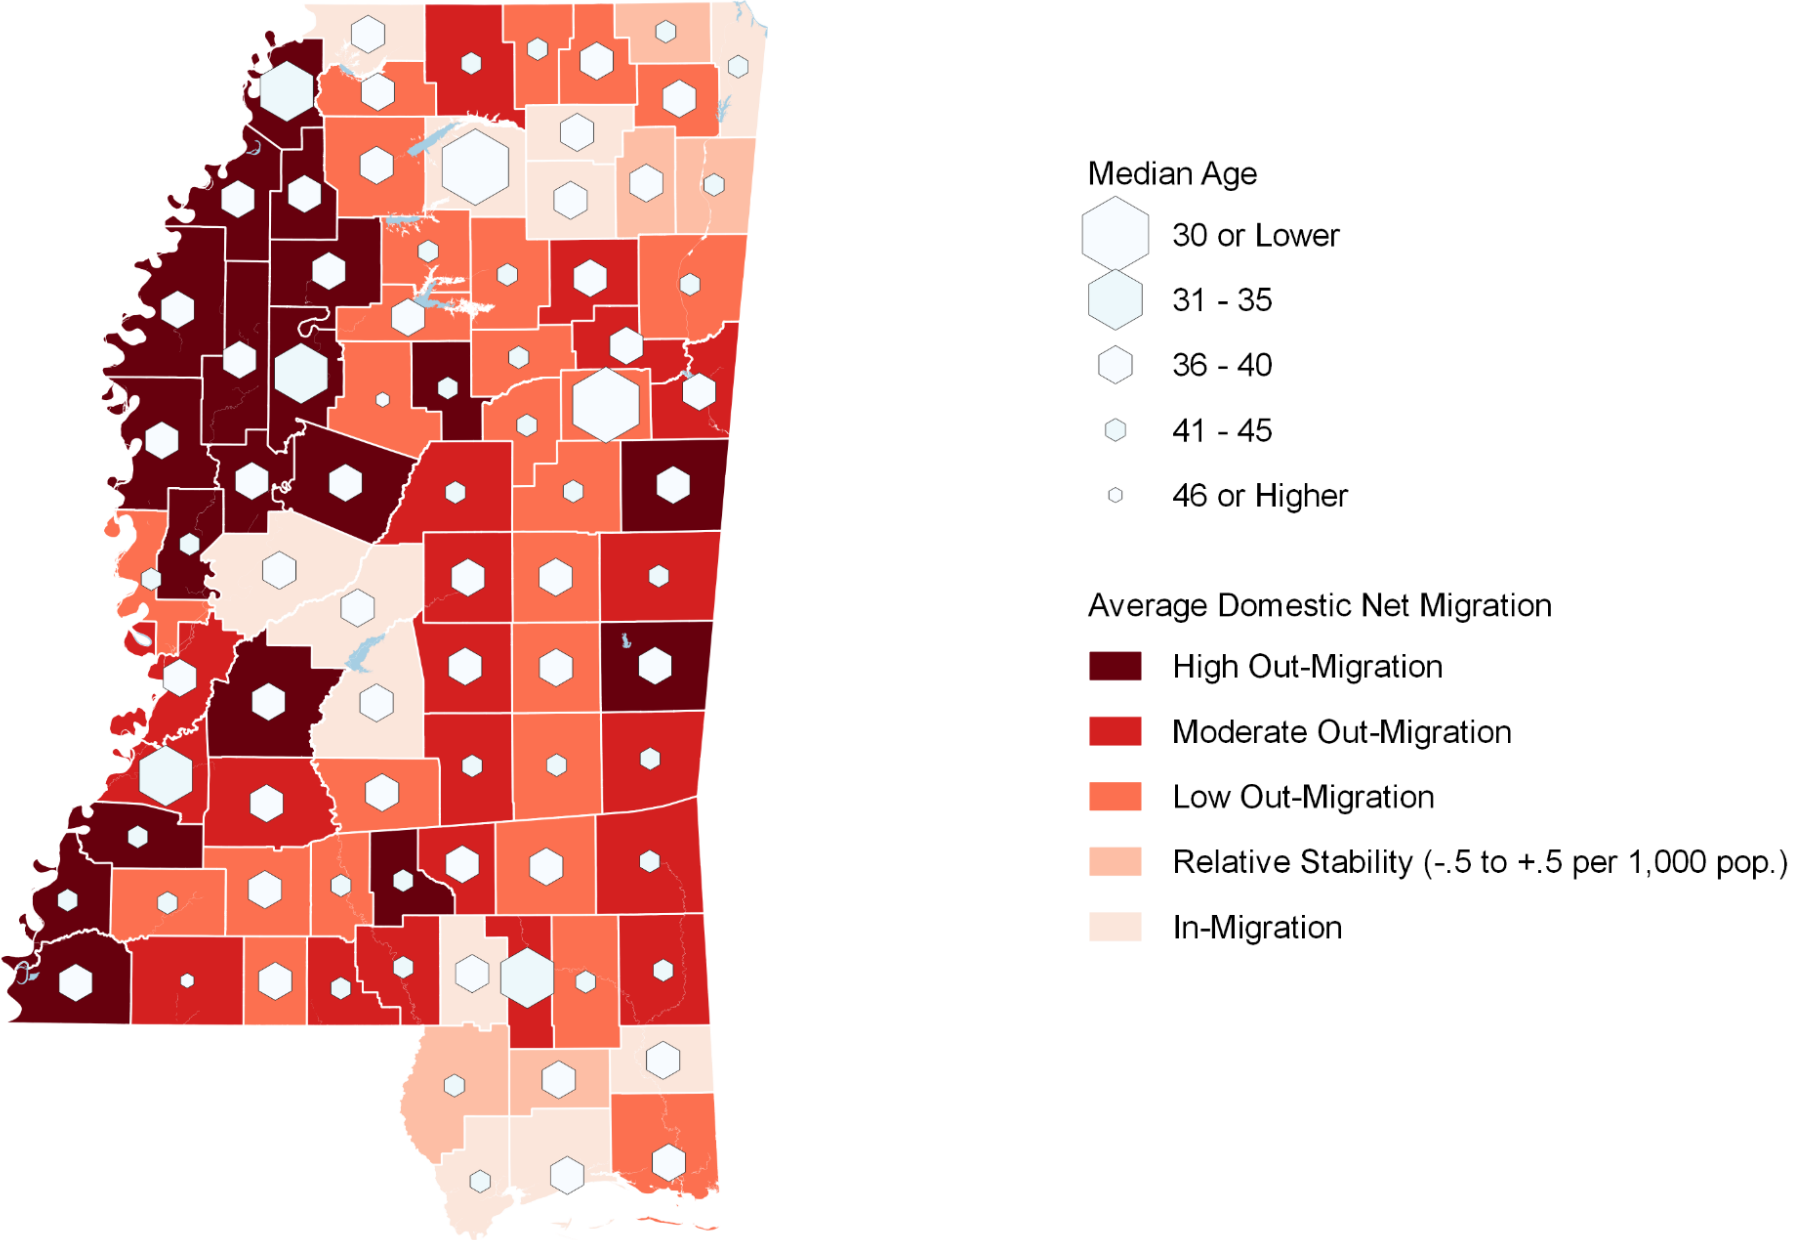 Median Age
30 or Lower
31 - 35
36 - 40
41 - 45
46 or Higher
Average Domestic Net Migration
High Out-Migration
Moderate Out-Migration
Low Out-Migration
Relative Stability (-.5 to +.5 per 1,000 pop.)
In-Migration